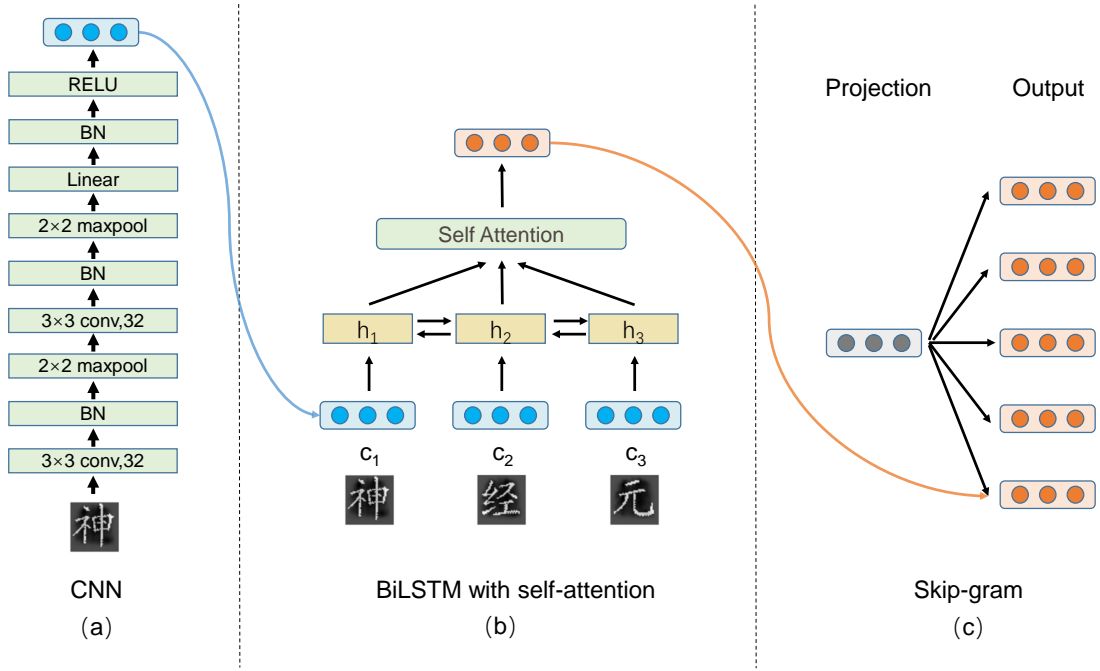 RELU
BN
Linear
2×2 maxpool
BN
3×3 conv,32
2×2 maxpool
BN
3×3 conv,32
神
CNN
(a)
Self Attention
h₁ h₂ h₃
c₁ c₂ c₃
神 经 元
BiLSTM with self-attention
(b)
Projection Output
Skip-gram
(c)